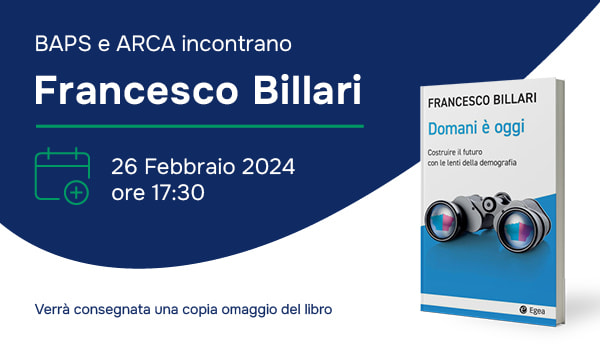 BAPS e ARCA incontrano
Francesco Billari
26 Febbraio 2024
ore 17:30
Verrà consegnata una copia omaggio del libro
FRANCESCO BILLARI
Domani è oggi
Costruire il futuro
con le lenti della demografia
e Egea